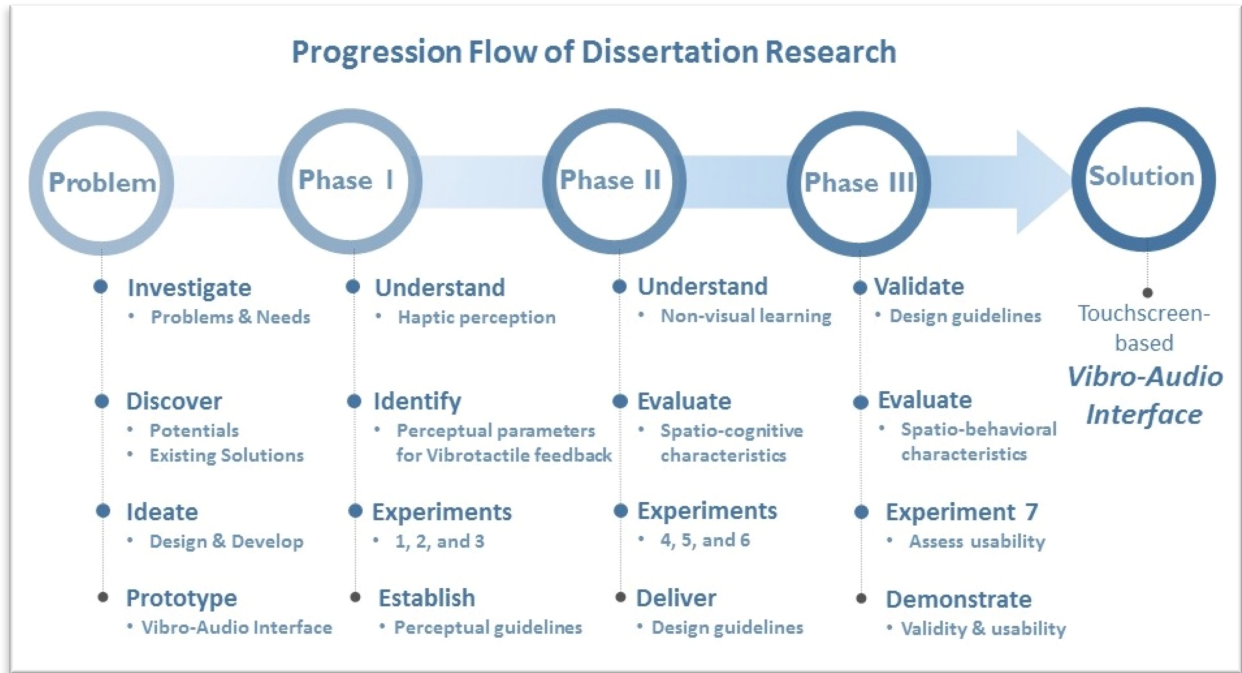 Progression Flow of Dissertation Research
Problem
Phase I
Phase II
Phase III
Solution
Investigate
• Problems & Needs
Discover
• Potentials
• Existing Solutions
Ideate
• Design & Develop
Prototype
• Vibro-Audio Interface
Understand
• Haptic perception
Identify
• Perceptual parameters
for Vibrotactile feedback
Experiments
• 1, 2, and 3
Establish
• Perceptual guidelines
Understand
• Non-visual learning
Evaluate
• Spatio-cognitive
characteristics
Experiments
• 4, 5, and 6
Deliver
• Design guidelines
Validate
• Design guidelines
Evaluate
• Spatio-behavioral
characteristics
Experiment 7
• Assess usability
Demonstrate
• Validity & usability
Touchscreen-
based
Vibro-Audio
Interface